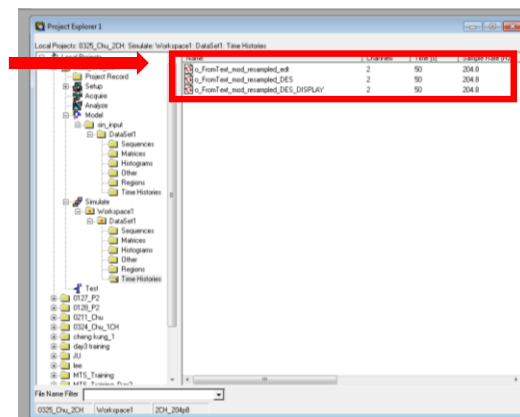 Project Explorer 1
Local Projects: 0325_Chu_2CH: Simulate: Workspace1: DataSet1: Time Histories
Local Projects
Project Record
Setup
Acquire
Analyze
Model
sin_input
DataSet1
Sequences
Matrices
Histograms
Other
Regions
Time Histories
Simulate
Workspace1
DataSet1
Sequences
Matrices
Histograms
Other
Regions
Time Histories
Test
0127_P2
0128_P2
0211_Chu
0324_Chu_1CH
cheng kung_1
day3 training
JU
lee
MTS_Training
MTS_Training_Day3
Name Channels Time [s] Sample Rate [Hz]
o_FromText_mod_resampled_edt 2 50 204.8
o_FromText_mod_resampled_DES 2 50 204.8
o_FromText_mod_resampled_DES_DISPLAY 2 50 204.8
File Name Filter
0325_Chu_2CH Workspace1 2CH_204p8